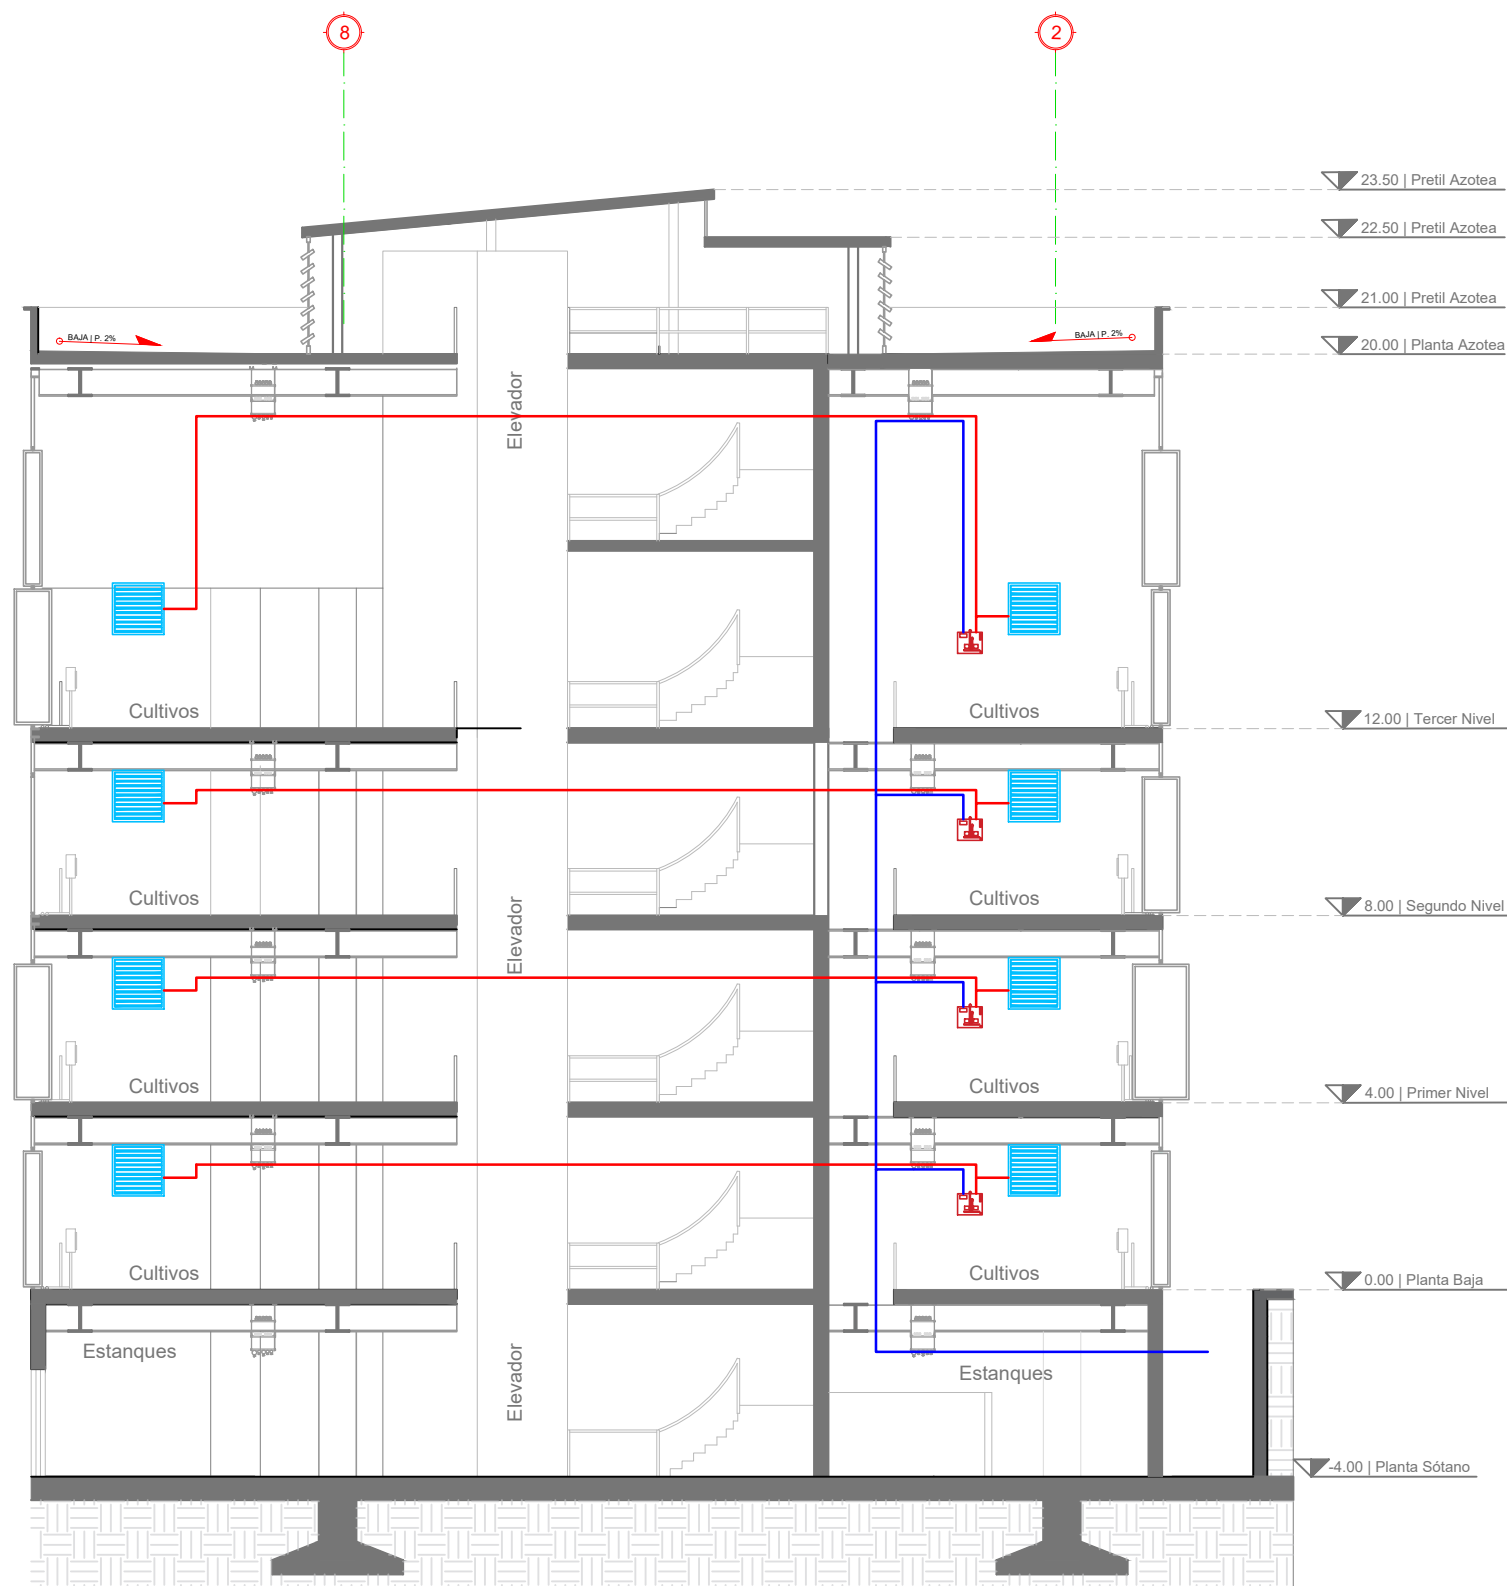 8
2
23.50 | Pretil Azotea
22.50 | Pretil Azotea
21.00 | Pretil Azotea
BAJA | P. 2%
BAJA | P. 2%
20.00 | Planta Azotea
Elevador
Cultivos
Cultivos
12.00 | Tercer Nivel
Cultivos
Cultivos
8.00 | Segundo Nivel
Elevador
Cultivos
Cultivos
4.00 | Primer Nivel
Cultivos
Cultivos
0.00 | Planta Baja
Estanques
Estanques
Elevador
-4.00 | Planta Sótano